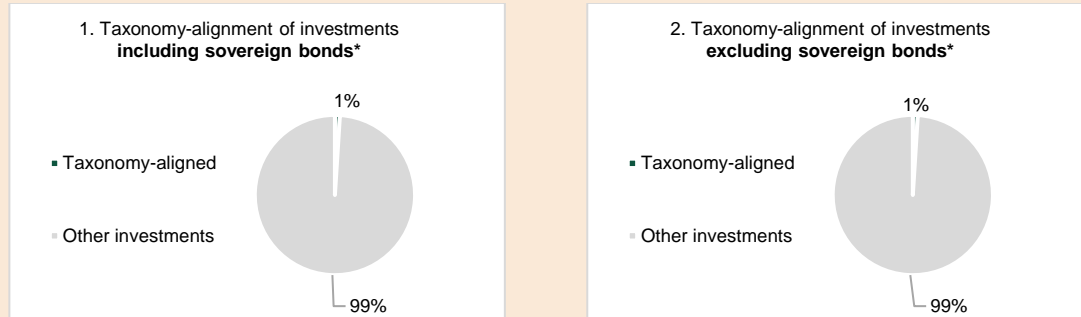 1. Taxonomy-alignment of investments
including sovereign bonds*
1%
Taxonomy-aligned
Other investments
99%
2. Taxonomy-alignment of investments
excluding sovereign bonds*
1%
Taxonomy-aligned
Other investments
99%